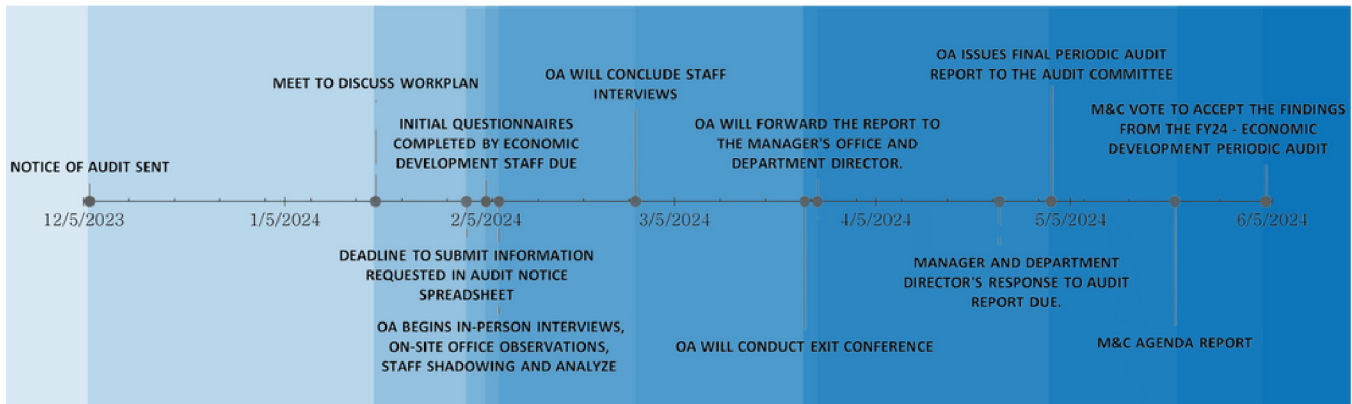 OA ISSUES FINAL PERIODIC AUDIT
REPORT TO THE AUDIT COMMITTEE
MEET TO DISCUSS WORKPLAN
OA WILL CONCLUDE STAFF
INTERVIEWS
M&C VOTE TO ACCEPT THE FINDINGS
FROM THE FY24 - ECONOMIC
DEVELOPMENT PERIODIC AUDIT
INITIAL QUESTIONNAIRES
COMPLETED BY ECONOMIC
DEVELOPMENT STAFF DUE
OA WILL FORWARD THE REPORT TO
THE MANAGER'S OFFICE AND
DEPARTMENT DIRECTOR.
NOTICE OF AUDIT SENT
12/5/2023
1/5/2024
2/5/2024
3/5/2024
4/5/2024
5/5/2024
6/5/2024
DEADLINE TO SUBMIT INFORMATION
REQUESTED IN AUDIT NOTICE
SPREADSHEET
MANAGER AND DEPARTMENT
DIRECTOR'S RESPONSE TO AUDIT
REPORT DUE.
OA BEGINS IN-PERSON INTERVIEWS,
ON-SITE OFFICE OBSERVATIONS,
STAFF SHADOWING AND ANALYZE
OA WILL CONDUCT EXIT CONFERENCE
M&C AGENDA REPORT